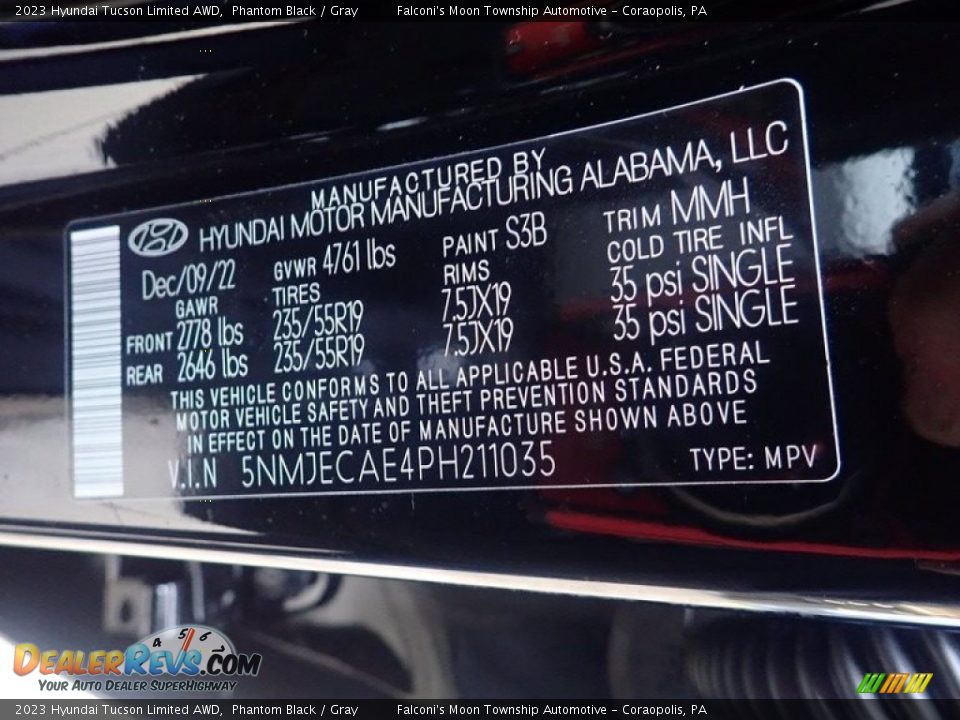 2023 Hyundai Tucson Limited AWD, Phantom Black / Gray Falconi's Moon Township Automotive - Coraopolis, PA
MANUFACTURED BY
HYUNDAI MOTOR MANUFACTURING ALABAMA, LLC
Dec/09/22 GVWR 4761 lbs PAINT S3B TRIM MMH
GAWR TIRES RIMS COLD TIRE INFL
FRONT 2778 lbs 235/55R19 7.5JX19 35 psi SINGLE
REAR 2646 lbs 235/55R19 7.5JX19 35 psi SINGLE
THIS VEHICLE CONFORMS TO ALL APPLICABLE U.S.A. FEDERAL
MOTOR VEHICLE SAFETY AND THEFT PREVENTION STANDARDS
IN EFFECT ON THE DATE OF MANUFACTURE SHOWN ABOVE
V.I.N 5NMJECAE4PH211035 TYPE: MPV
4 5 6
DEALERREVS.COM
YOUR AUTO DEALER SUPERHIGHWAY
2023 Hyundai Tucson Limited AWD, Phantom Black / Gray Falconi's Moon Township Automotive - Coraopolis, PA